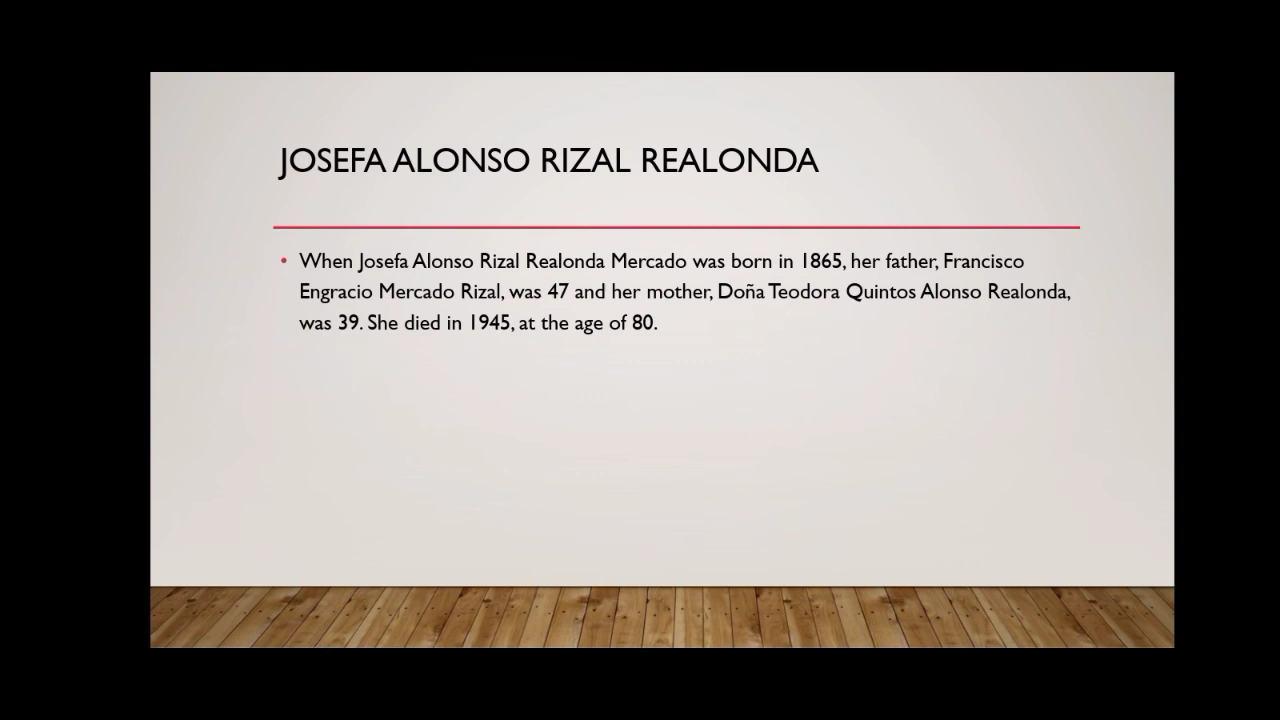 JOSEFA ALONSO RIZAL REALONDA
• When Josefa Alonso Rizal Realonda Mercado was born in 1865, her father, Francisco
Engracio Mercado Rizal, was 47 and her mother, Doña Teodora Quintos Alonso Realonda,
was 39. She died in 1945, at the age of 80.